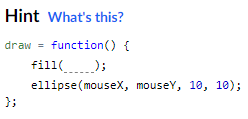 Hint What's this?
draw = function() {
fill(_____);
ellipse(mouseX, mouseY, 10, 10);
};